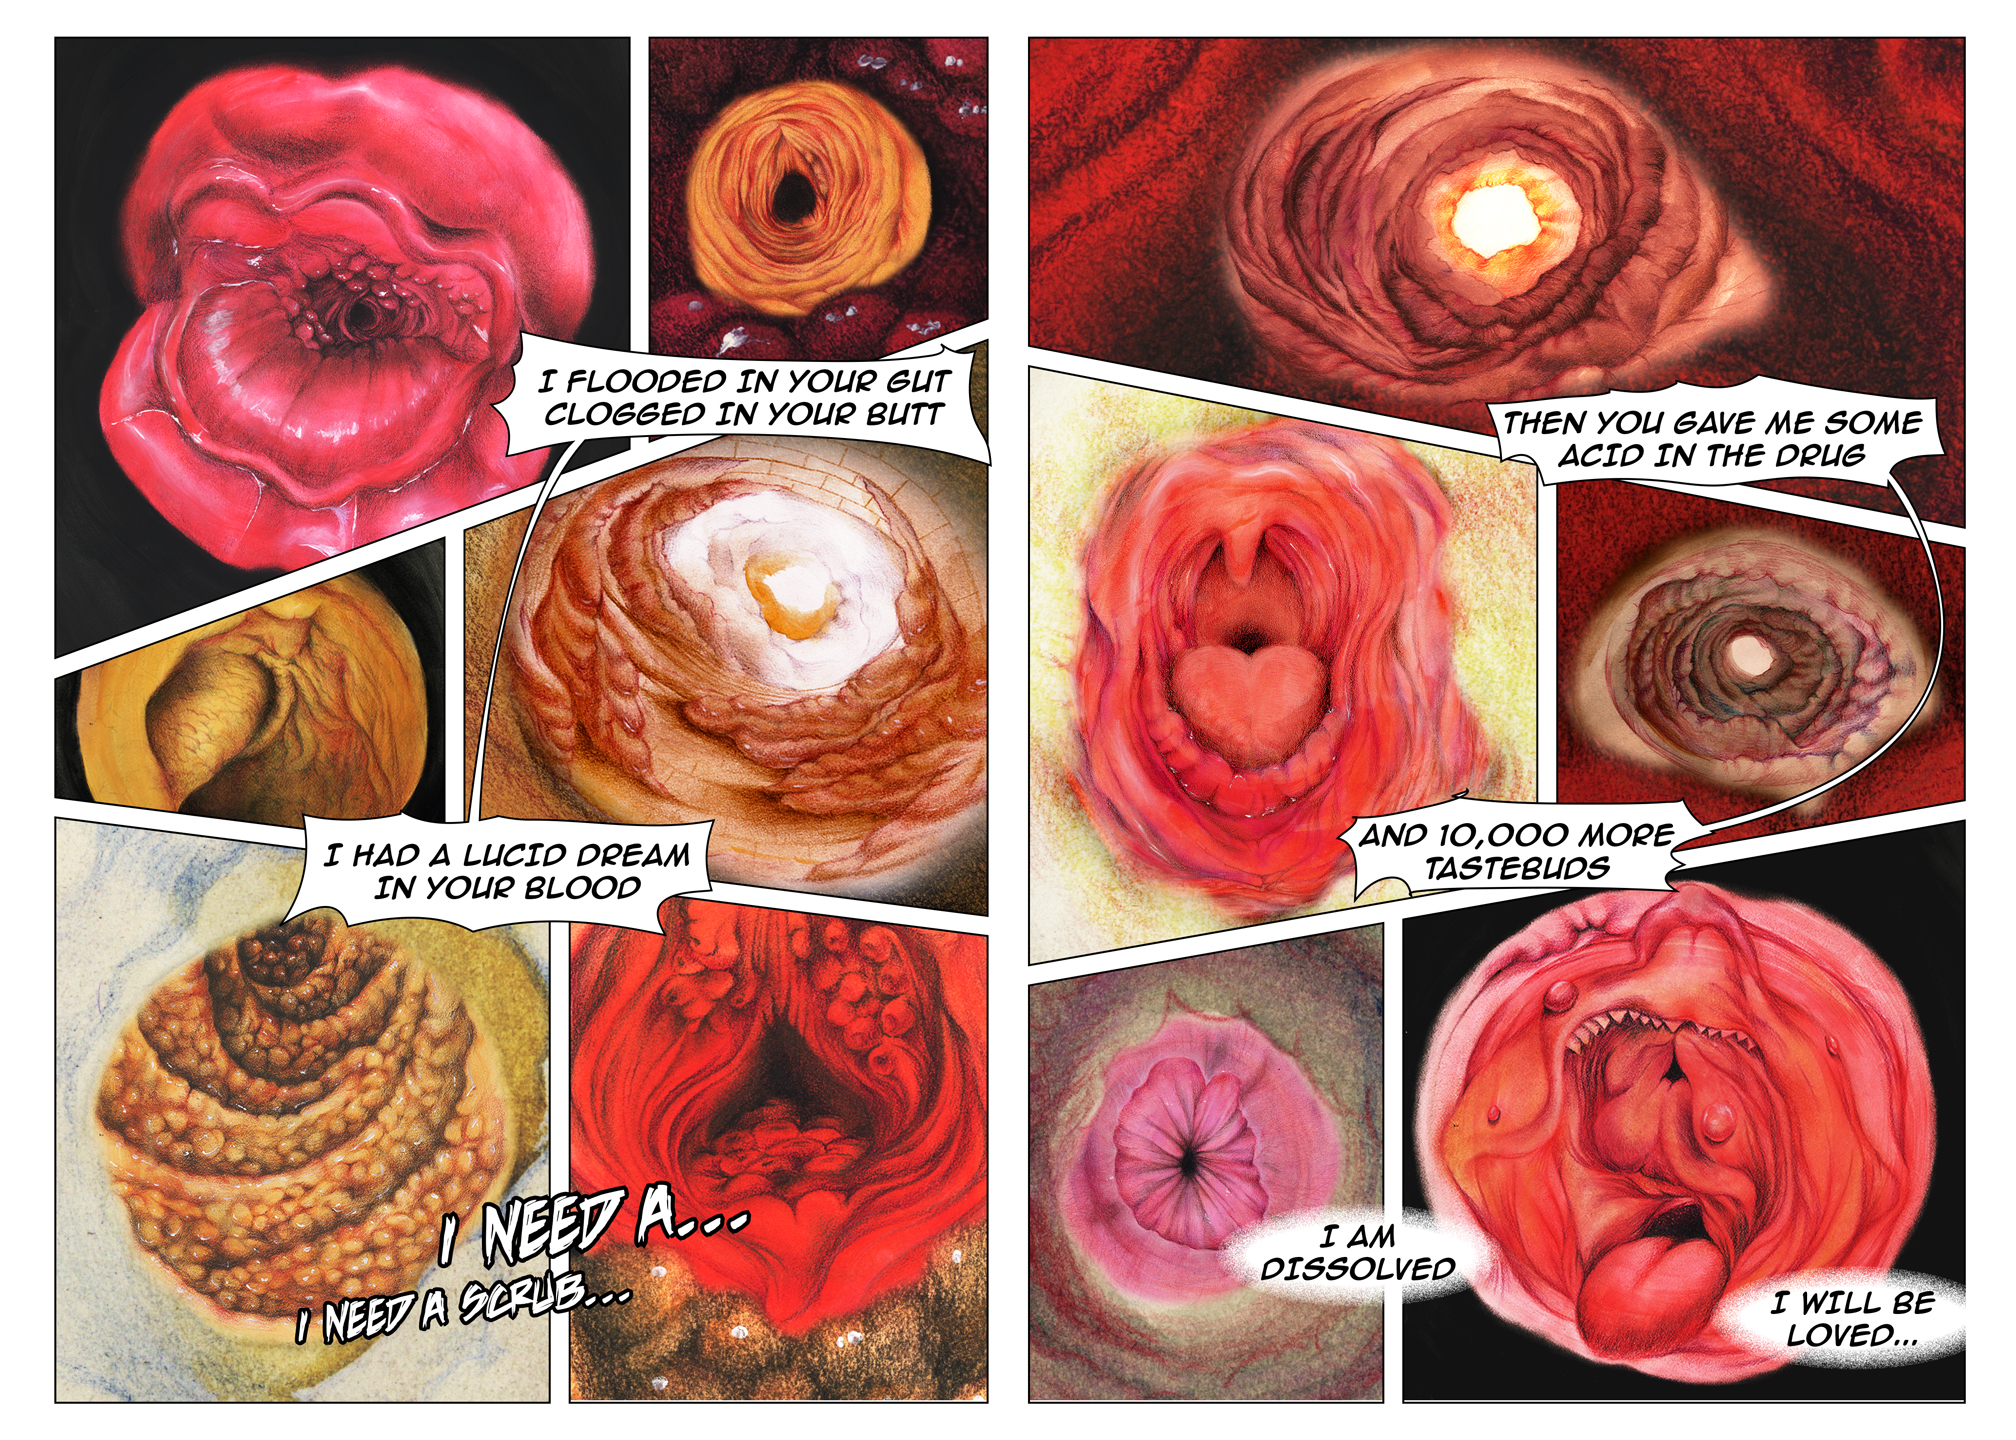 I FLOODED IN YOUR GUT
CLOGGED IN YOUR BUTT
I HAD A LUCID DREAM
IN YOUR BLOOD
I NEED A...
I NEED A SCRUB...
THEN YOU GAVE ME SOME
ACID IN THE DRUG
AND 10,000 MORE
TASTEBUDS
I AM
DISSOLVED
I WILL BE
LOVED...